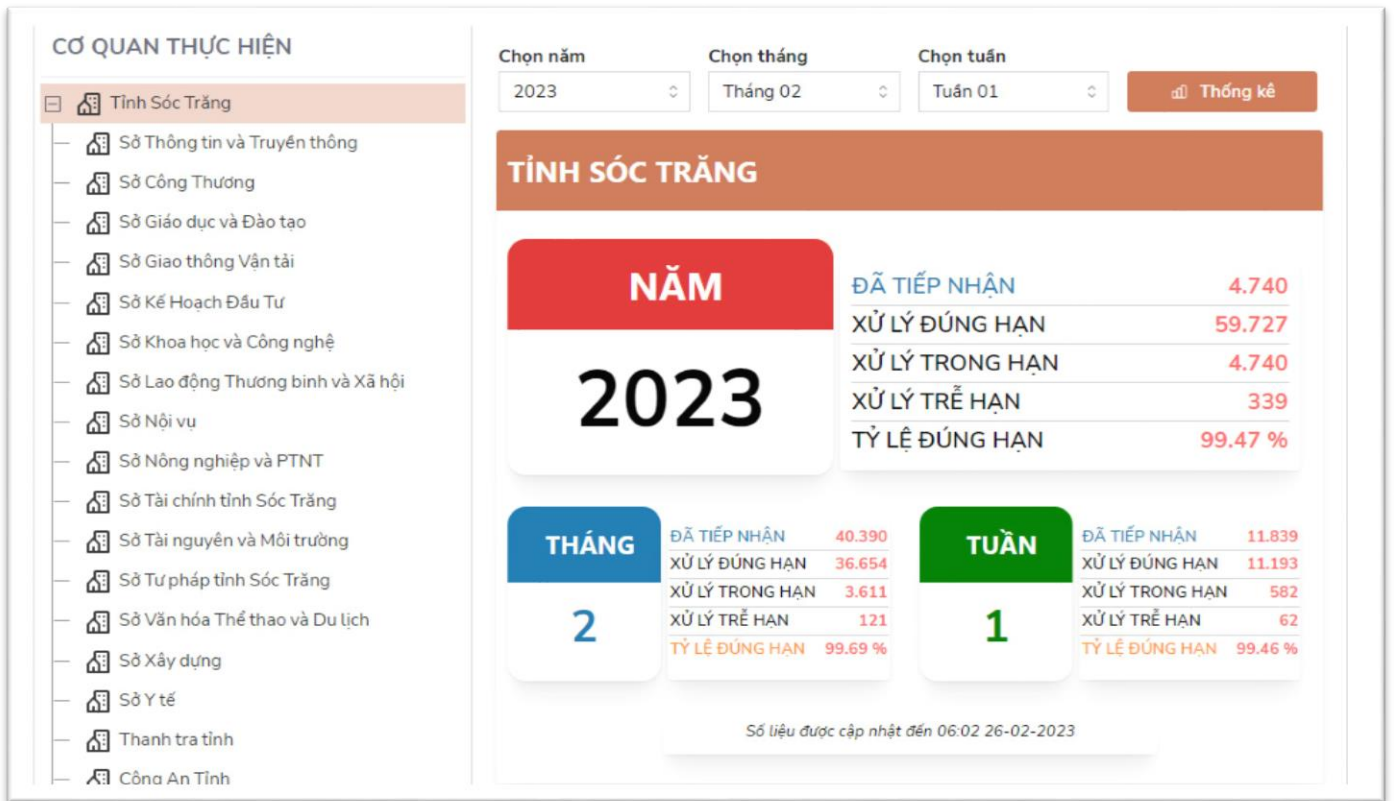 CƠ QUAN THỰC HIỆN
Tỉnh Sóc Trăng
Sở Thông tin và Truyền thông
Sở Công Thương
Sở Giáo dục và Đào tạo
Sở Giao thông Vận tải
Sở Kế Hoạch Đầu Tư
Sở Khoa học và Công nghệ
Sở Lao động Thương binh và Xã hội
Sở Nội vụ
Sở Nông nghiệp và PTNT
Sở Tài chính tỉnh Sóc Trăng
Sở Tài nguyên và Môi trường
Sở Tư pháp tỉnh Sóc Trăng
Sở Văn hóa Thể thao và Du lịch
Sở Xây dựng
Sở Y tế
Thanh tra tỉnh
Công An Tỉnh
Chọn năm Chọn tháng Chọn tuần
2023 Tháng 02 Tuần 01 Thống kê
TỈNH SÓC TRĂNG
NĂM
2023
ĐÃ TIẾP NHẬN 4.740
XỬ LÝ ĐÚNG HẠN 59.727
XỬ LÝ TRONG HẠN 4.740
XỬ LÝ TRỄ HẠN 339
TỶ LỆ ĐÚNG HẠN 99.47 %
THÁNG
2
ĐÃ TIẾP NHẬN 40.390
XỬ LÝ ĐÚNG HẠN 36.654
XỬ LÝ TRONG HẠN 3.611
XỬ LÝ TRỄ HẠN 121
TỶ LỆ ĐÚNG HẠN 99.69 %
TUẦN
1
ĐÃ TIẾP NHẬN 11.839
XỬ LÝ ĐÚNG HẠN 11.193
XỬ LÝ TRONG HẠN 582
XỬ LÝ TRỄ HẠN 62
TỶ LỆ ĐÚNG HẠN 99.46 %
Số liệu được cập nhật đến 06:02 26-02-2023